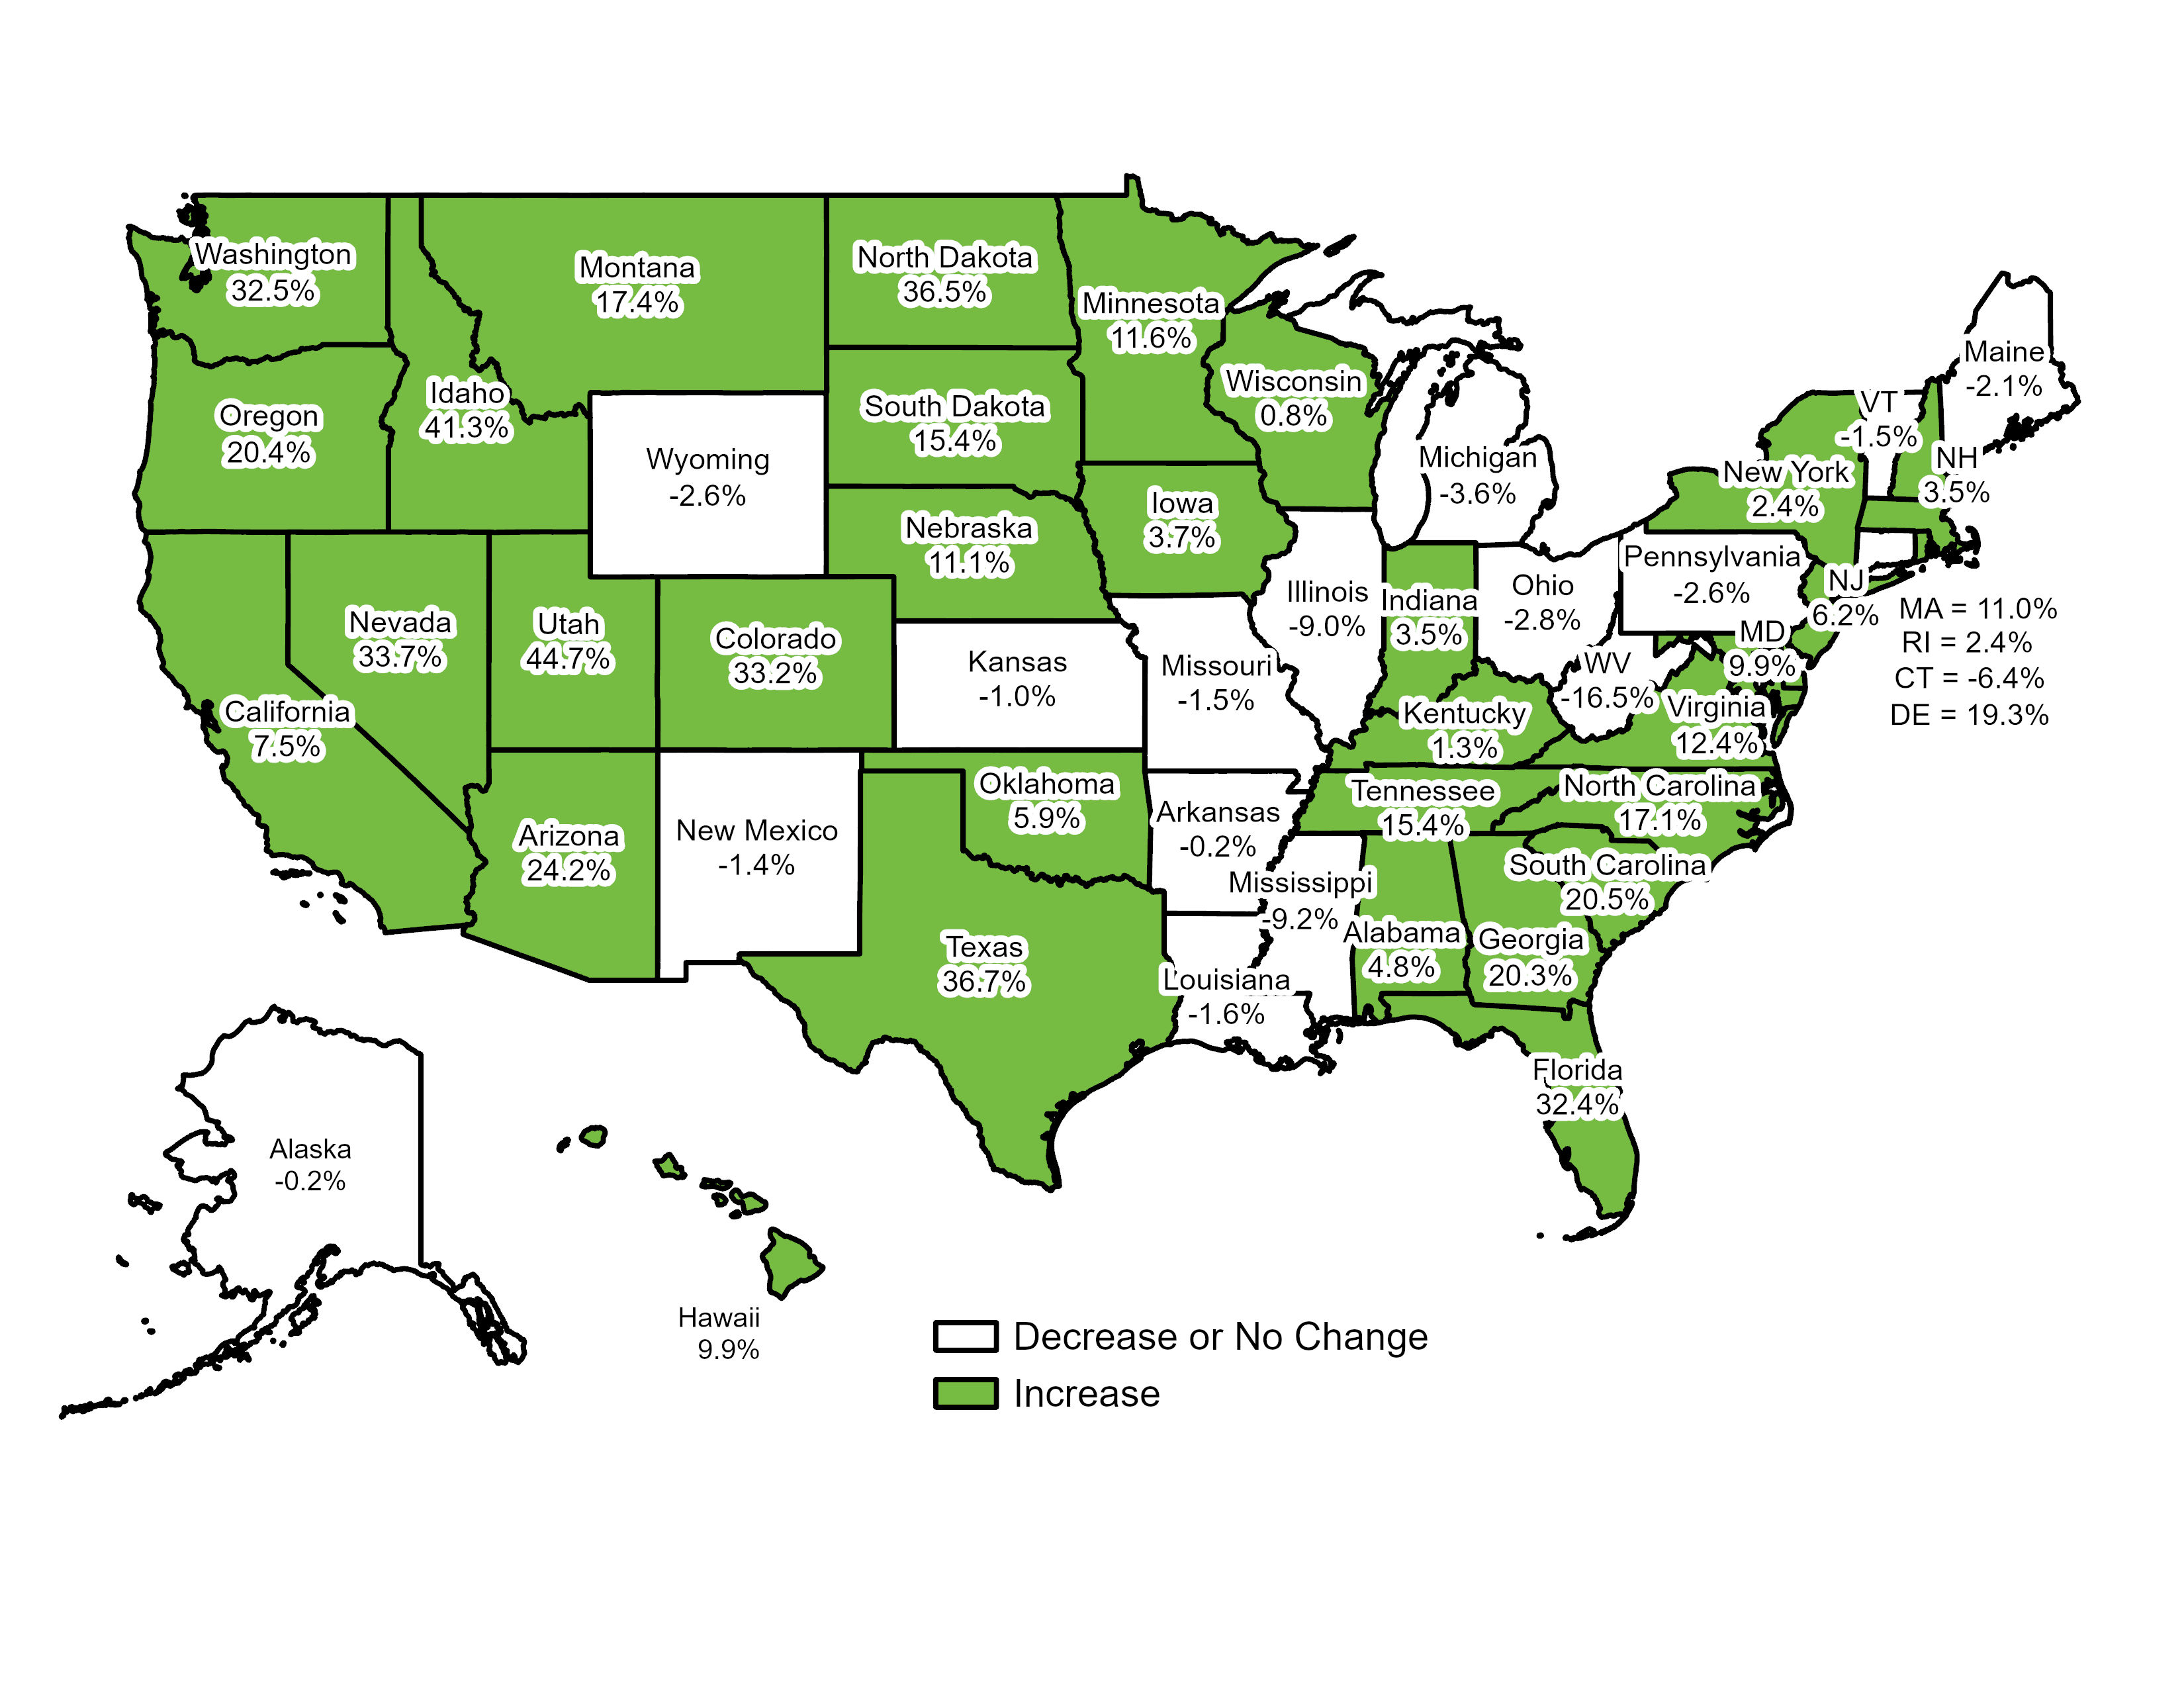 Washington
32.5%
Montana
17.4%
North Dakota
36.5%
Minnesota
11.6%
Wisconsin
0.8%
Maine
-2.1%
VT
-1.5%
NH
3.5%
Oregon
20.4%
Idaho
41.3%
Wyoming
-2.6%
South Dakota
15.4%
Michigan
-3.6%
New York
2.4%
Nebraska
11.1%
Iowa
3.7%
Illinois
-9.0%
Indiana
3.5%
Ohio
-2.8%
Pennsylvania
-2.6%
NJ
6.2%
MA = 11.0%
RI = 2.4%
CT = -6.4%
DE = 19.3%
MD
9.9%
WV
-16.5%
Virginia
12.4%
Nevada
33.7%
Utah
44.7%
Colorado
33.2%
Kansas
-1.0%
Missouri
-1.5%
Kentucky
1.3%
California
7.5%
Arizona
24.2%
New Mexico
-1.4%
Oklahoma
5.9%
Arkansas
-0.2%
Tennessee
15.4%
North Carolina
17.1%
South Carolina
20.5%
Mississippi
-9.2%
Alabama
4.8%
Georgia
20.3%
Texas
36.7%
Louisiana
-1.6%
Florida
32.4%
Alaska
-0.2%
Hawaii
9.9%
Decrease or No Change
Increase